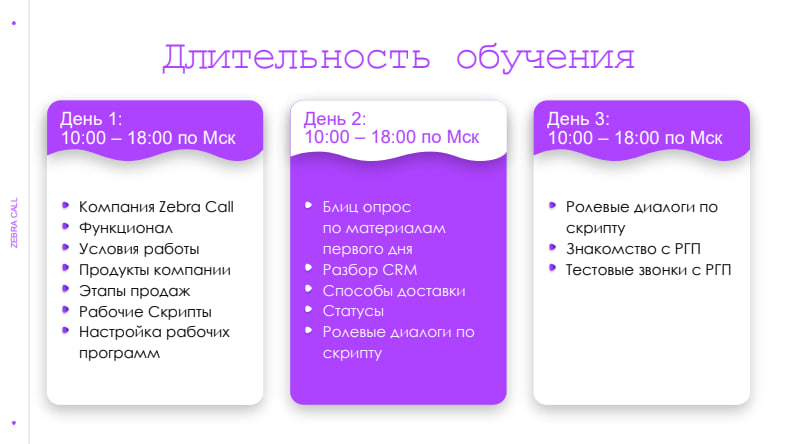 Длительность обучения
День 1:
10:00 – 18:00 по Мск
Компания Zebra Call
Функционал
Условия работы
Продукты компании
Этапы продаж
Рабочие Скрипты
Настройка рабочих
программ
День 2:
10:00 – 18:00 по Мск
Блиц опрос
по материалам
первого дня
Разбор CRM
Способы доставки
Статусы
Ролевые диалоги по
скрипту
День 3:
10:00 – 18:00 по Мск
Ролевые диалоги по
скрипту
Знакомство с РГП
Тестовые звонки с РГП
ZEBRA CALL